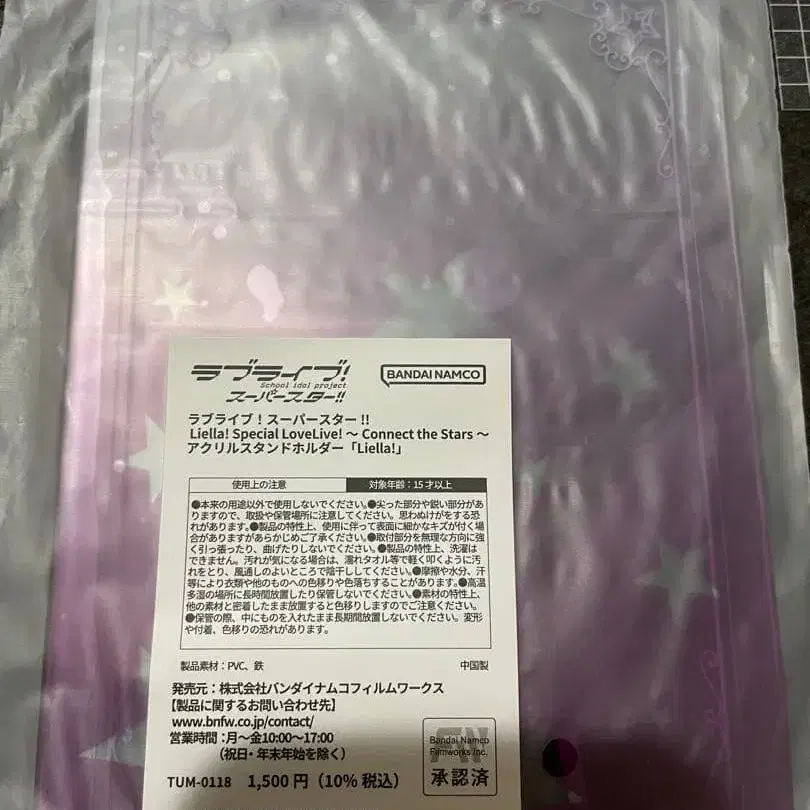 ラブライブ!
School idol project
スーパースター!!
BANDAI NAMCO
ラブライブ！スーパースター!!
Liella! Special LoveLive! ～ Connect the Stars ～
アクリルスタンドホルダー「Liella!」
使用上の注意
対象年齢：15才以上
●本来の用途以外で使用しないでください。●尖った部分や鋭い部分があ
りますので、取扱や保管場所に注意してください。思わぬけがをする恐
れがあります。●製品の特性上、使用に伴って表面に細かなキズが付く場
合がありますがあらかじめご了承ください。●取付部分を無理な方向に強
く引っ張ったり、曲げたりしないでください。●製品の特性上、洗濯は
できません。汚れが気になる場合は、濡れタオル等で軽く叩くように汚
れをとり、風通しのよいところで陰干ししてください。●摩擦や水分、汗
等により衣類や他のものへの色移りや色落ちすることがあります。●高温
多湿の場所に長時間放置したり保管しないでください。●素材の特性上、
他の素材と密着したまま放置すると色移りしますのでご注意ください。
●保管の際、中にものを入れたまま長期間放置しないでください。変形
や付着、色移りの恐れがあります。
製品素材：PVC、鉄
中国製
発売元：株式会社バンダイナムコフィルムワークス
【製品に関するお問い合わせ先】
www.bnfw.co.jp/contact/
営業時間：月～金10:00～17:00
（祝日・年末年始を除く）
TUM-0118 1,500円（10%税込）
Bandai Namco
Filmworks Inc.
承認済